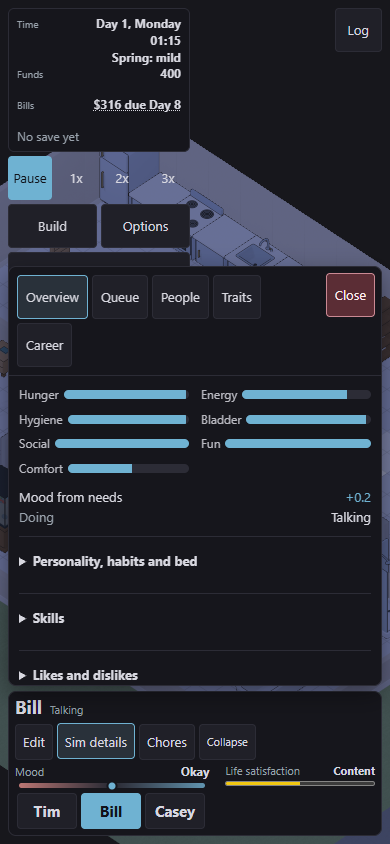 Time Day 1, Monday
01:15
Spring: mild
Funds 400
Bills $316 due Day 8
No save yet
Log
Pause 1x 2x 3x
Build Options
Overview Queue People Traits Close
Career
Hunger Energy
Hygiene Bladder
Social Fun
Comfort
Mood from needs +0.2
Doing Talking
Personality, habits and bed
Skills
Likes and dislikes
Bill Talking
Edit Sim details Chores Collapse
Mood Okay Life satisfaction Content
Tim Bill Casey